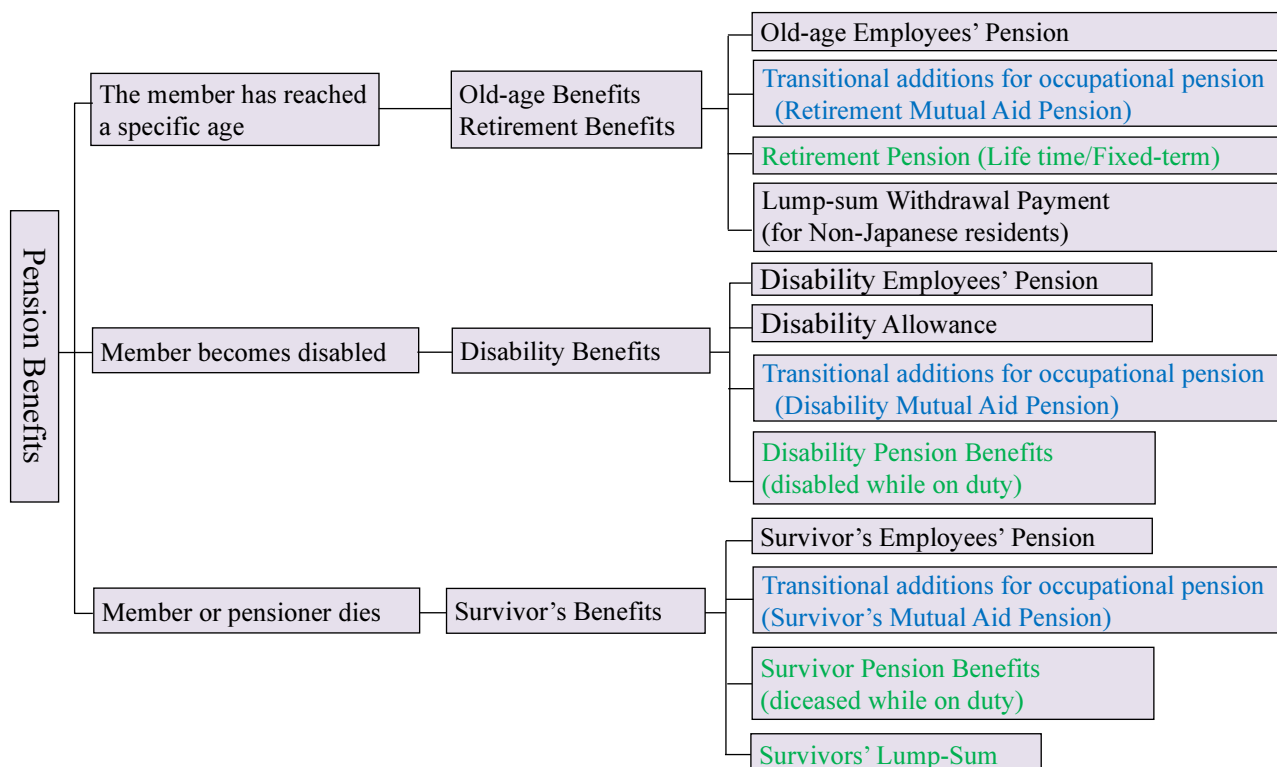 Pension Benefits
The member has reached
a specific age
Old-age Benefits
Retirement Benefits
Old-age Employees’ Pension
Transitional additions for occupational pension
(Retirement Mutual Aid Pension)
Retirement Pension (Life time/Fixed-term)
Lump-sum Withdrawal Payment
(for Non-Japanese residents)
Member becomes disabled
Disability Benefits
Disability Employees’ Pension
Disability Allowance
Transitional additions for occupational pension
(Disability Mutual Aid Pension)
Disability Pension Benefits
(disabled while on duty)
Member or pensioner dies
Survivor’s Benefits
Survivor’s Employees’ Pension
Transitional additions for occupational pension
(Survivor’s Mutual Aid Pension)
Survivor Pension Benefits
(diceased while on duty)
Survivors’ Lump-Sum